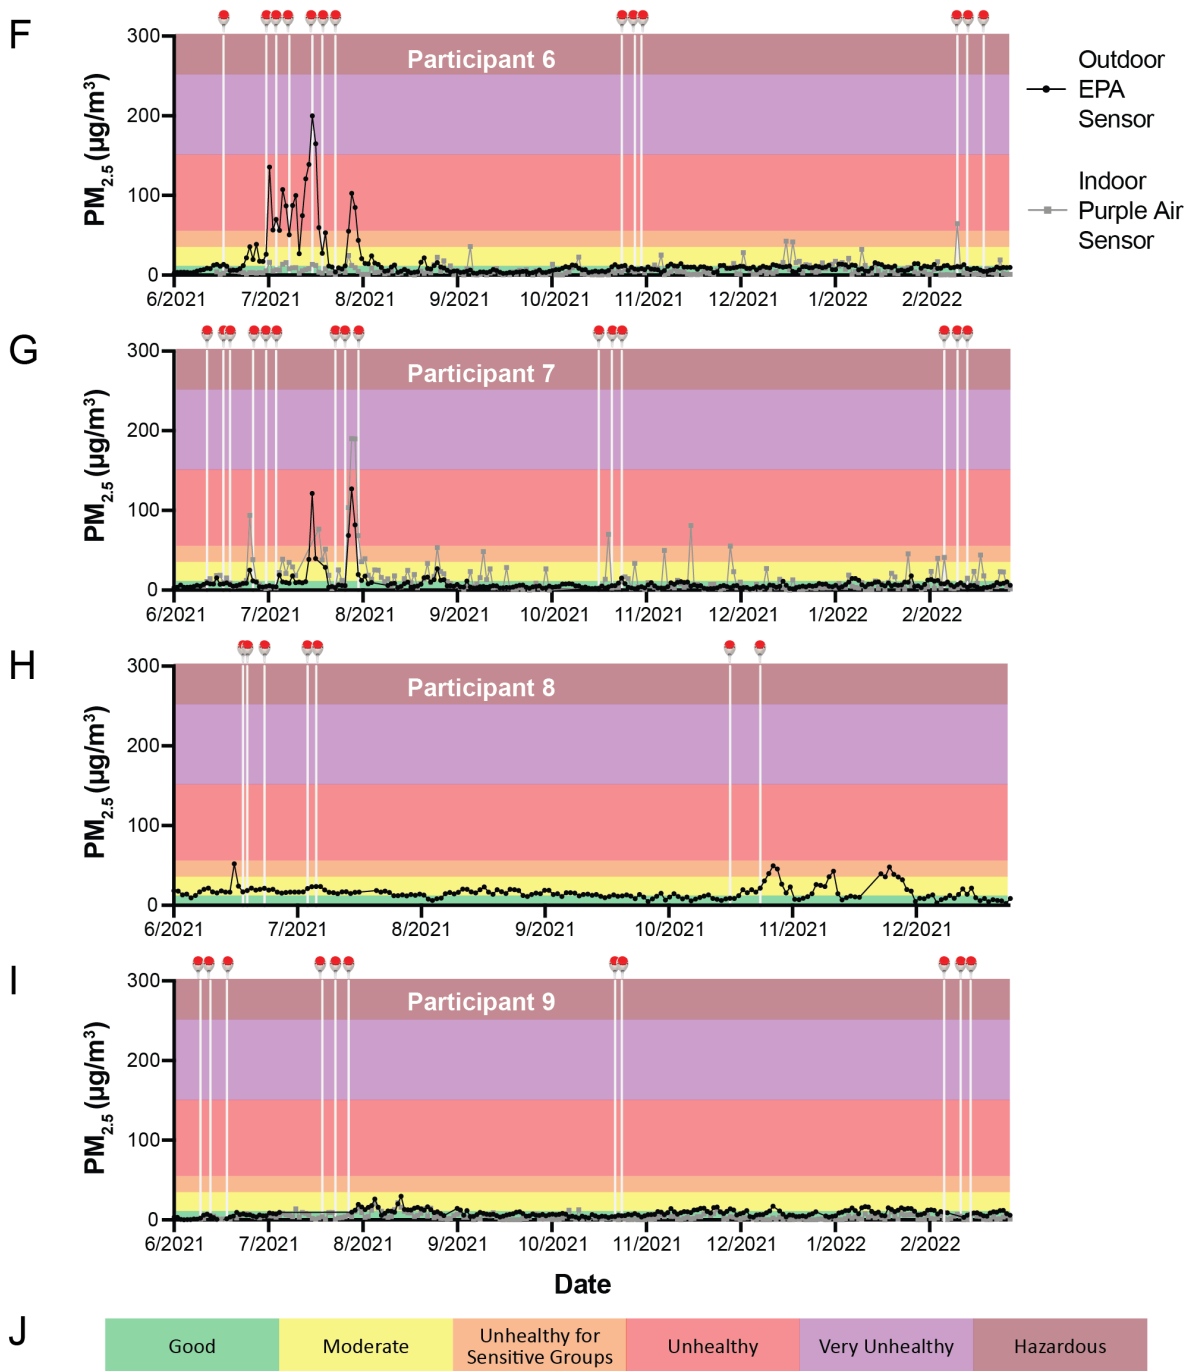 F
300
200
100
0
PM2.5 (µg/m³)
Participant 6
6/2021 7/2021 8/2021 9/2021 10/2021 11/2021 12/2021 1/2022 2/2022
Outdoor
EPA
Sensor
Indoor
Purple Air
Sensor
G
300
200
100
0
PM2.5 (µg/m³)
Participant 7
6/2021 7/2021 8/2021 9/2021 10/2021 11/2021 12/2021 1/2022 2/2022
H
300
200
100
0
PM2.5 (µg/m³)
Participant 8
6/2021 7/2021 8/2021 9/2021 10/2021 11/2021 12/2021
I
300
200
100
0
PM2.5 (µg/m³)
Participant 9
6/2021 7/2021 8/2021 9/2021 10/2021 11/2021 12/2021 1/2022 2/2022
Date
J
Good
Moderate
Unhealthy for
Sensitive Groups
Unhealthy
Very Unhealthy
Hazardous